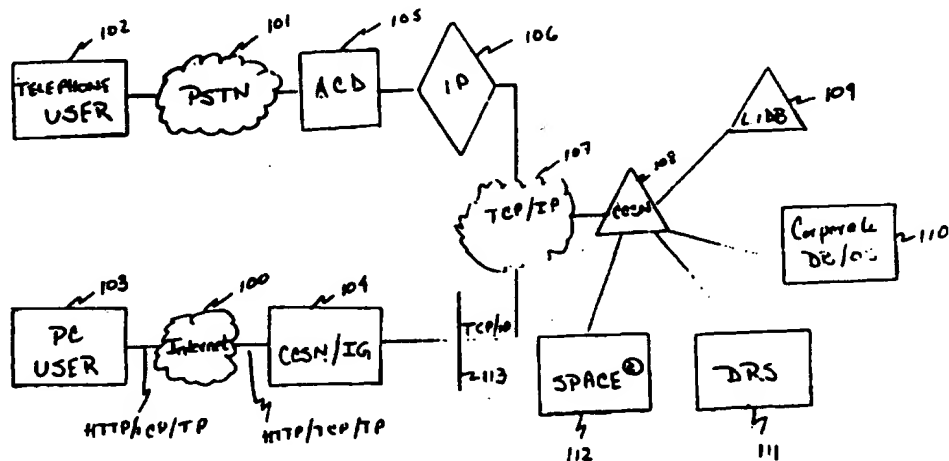 102
TELEPHONE
USER
101
PSTN
105
ACD
106
IP
107
TCP/IP
108
CCSN
109
LIDB
Corporate
110
103
PC
USER
100
Internet
104
CCSN/IG
TCP/IP
113
HTTP/TCP/IP
HTTP/TCP/IP
SPACE®
112
DRS
111